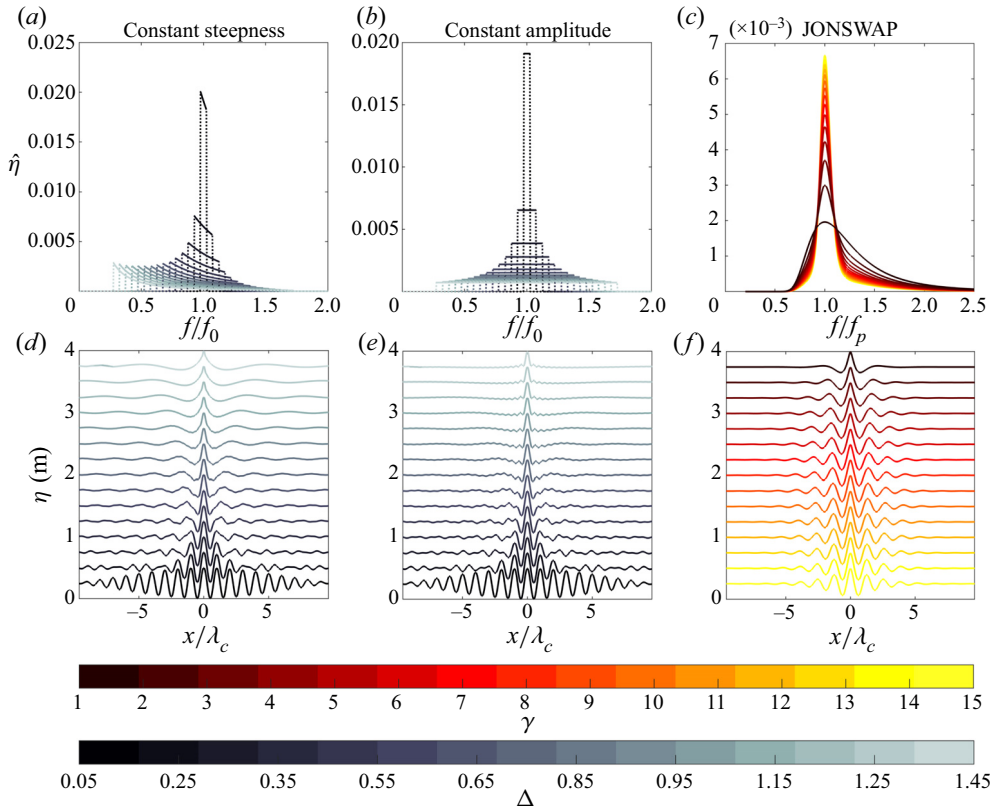 (a) (b) (c)
Constant steepness Constant amplitude (×10⁻³) JONSWAP
0.025 0.020 7
0.020 6
0.015 5
0.015 4
0.010 3
0.010 2
0.005 0.005 1
η̂
0 0.5 1.0 1.5 2.0 0 0.5 1.0 1.5 2.0 0 0.5 1.0 1.5 2.0 2.5
f/f₀ f/f₀ f/fₚ
(d) (e) (f)
4 4 4
3 3 3
2 2 2
1 1 1
0 0 0
η (m)
–5 0 5 –5 0 5 –5 0 5
x/λ_c x/λ_c x/λ_c
1 2 3 4 5 6 7 8 9 10 11 12 13 14 15
γ
0.05 0.25 0.35 0.55 0.65 0.85 0.95 1.15 1.25 1.45
Δ